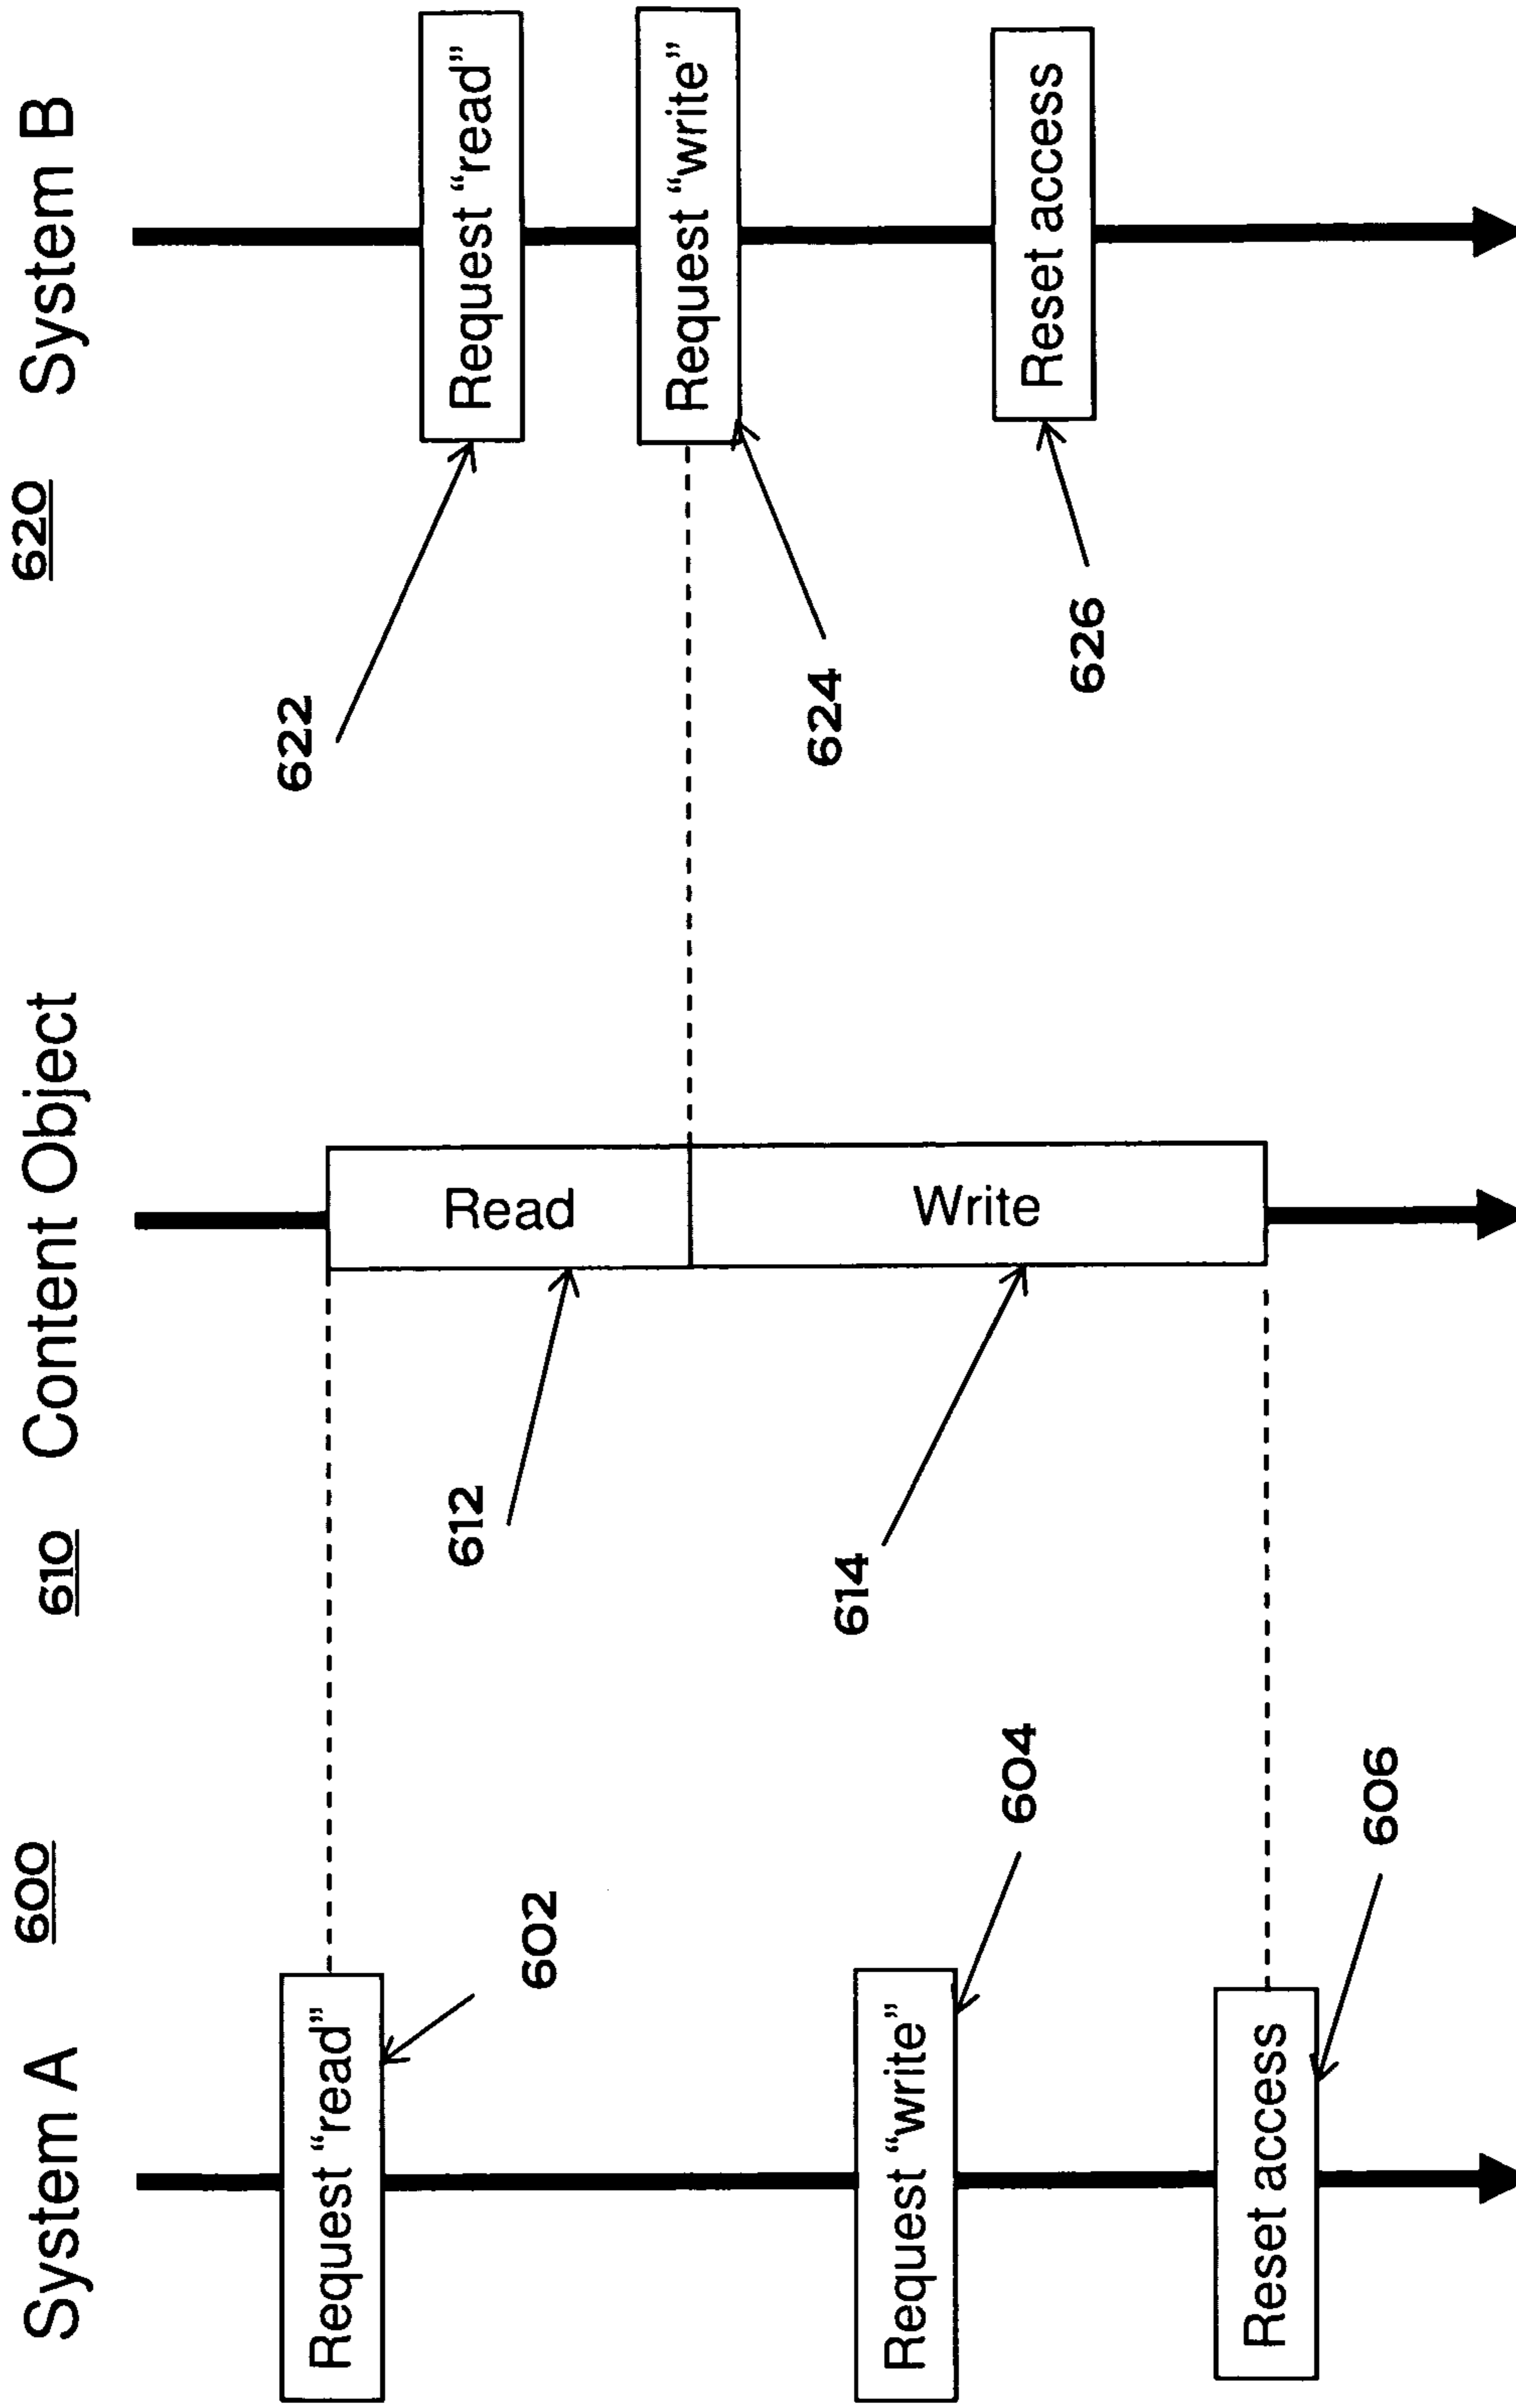 System A
600
610
Content Object
620
System B
Request “read”
602
Request “write”
604
Reset access
606
Read
612
Write
614
Request “read”
622
Request “write”
624
Reset access
626